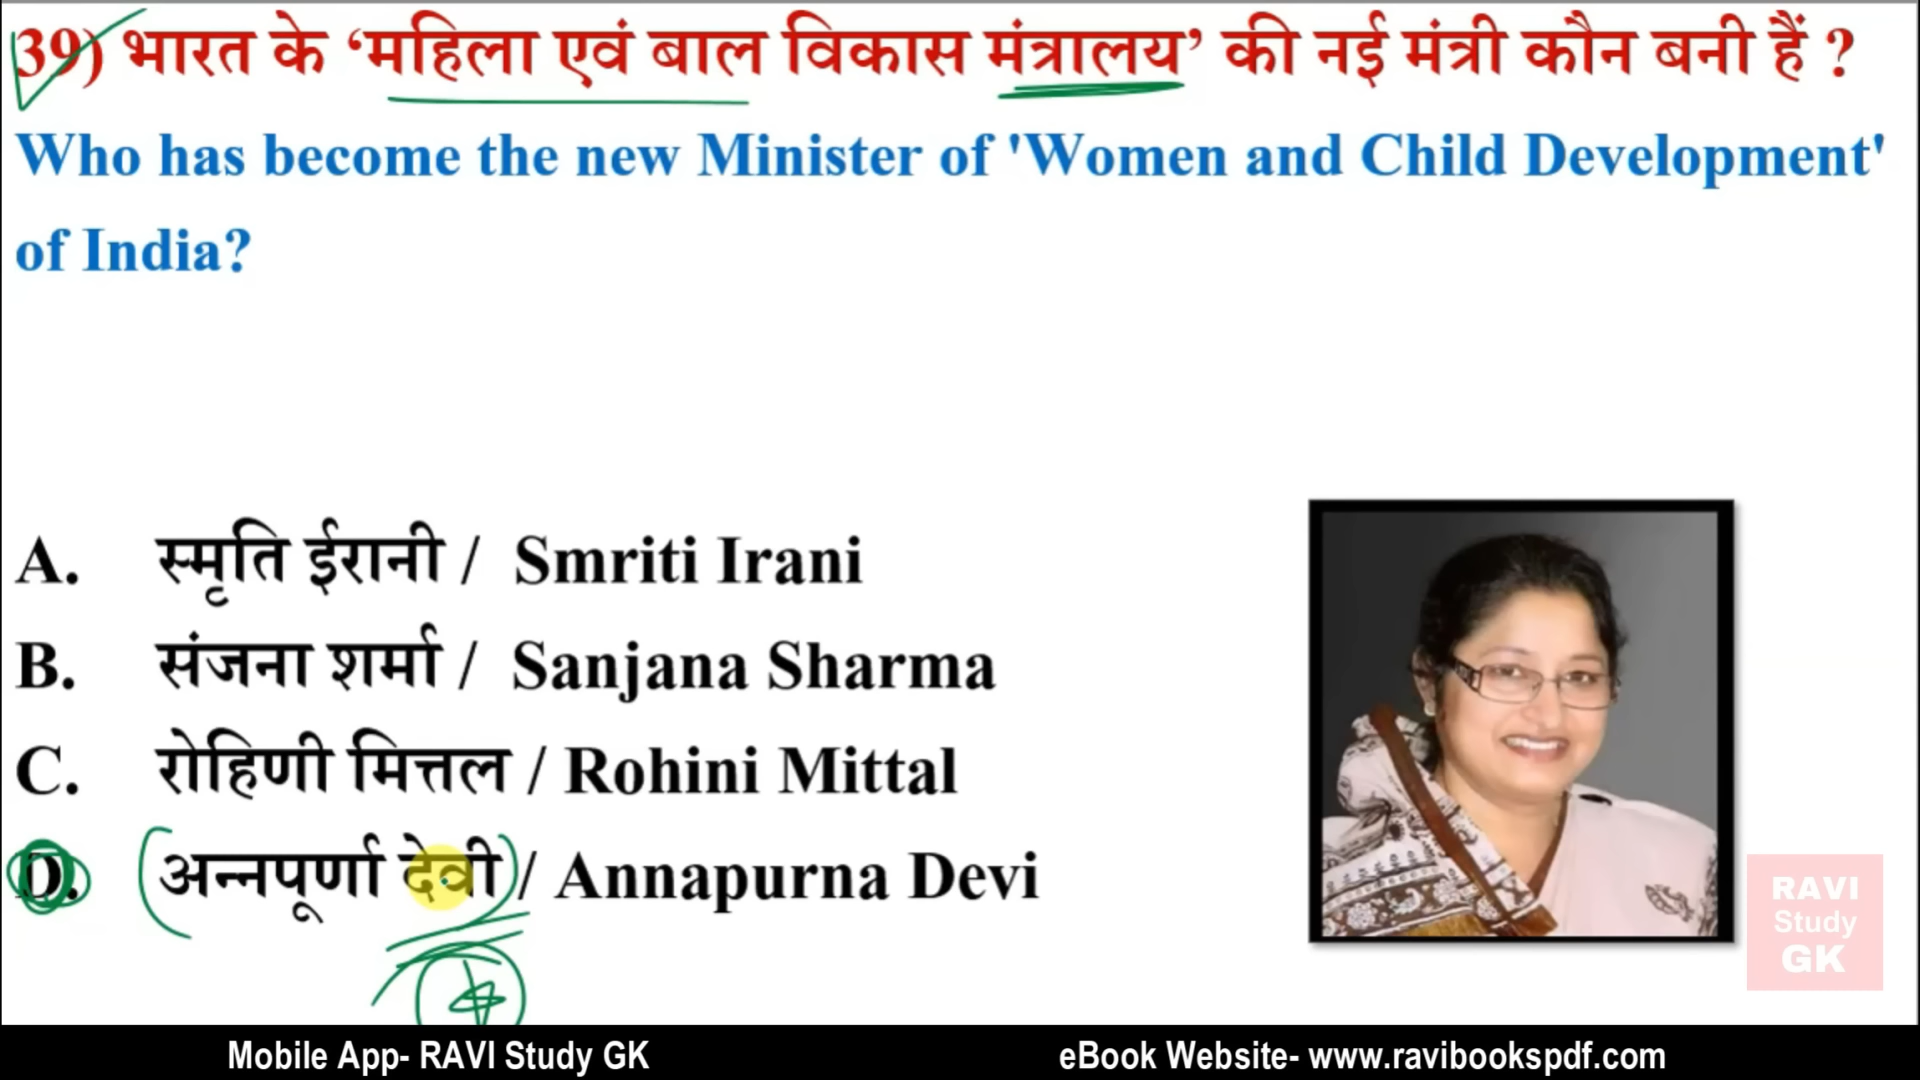 39) भारत के ‘महिला एवं बाल विकास मंत्रालय’ की नई मंत्री कौन बनी हैं ?
Who has become the new Minister of 'Women and Child Development'
of India?
A. स्मृति ईरानी / Smriti Irani
B. संजना शर्मा / Sanjana Sharma
C. रोहिणी मित्तल / Rohini Mittal
D. अन्नपूर्णा देवी / Annapurna Devi
RAVI
Study
GK
Mobile App- RAVI Study GK
eBook Website- www.ravibookspdf.com